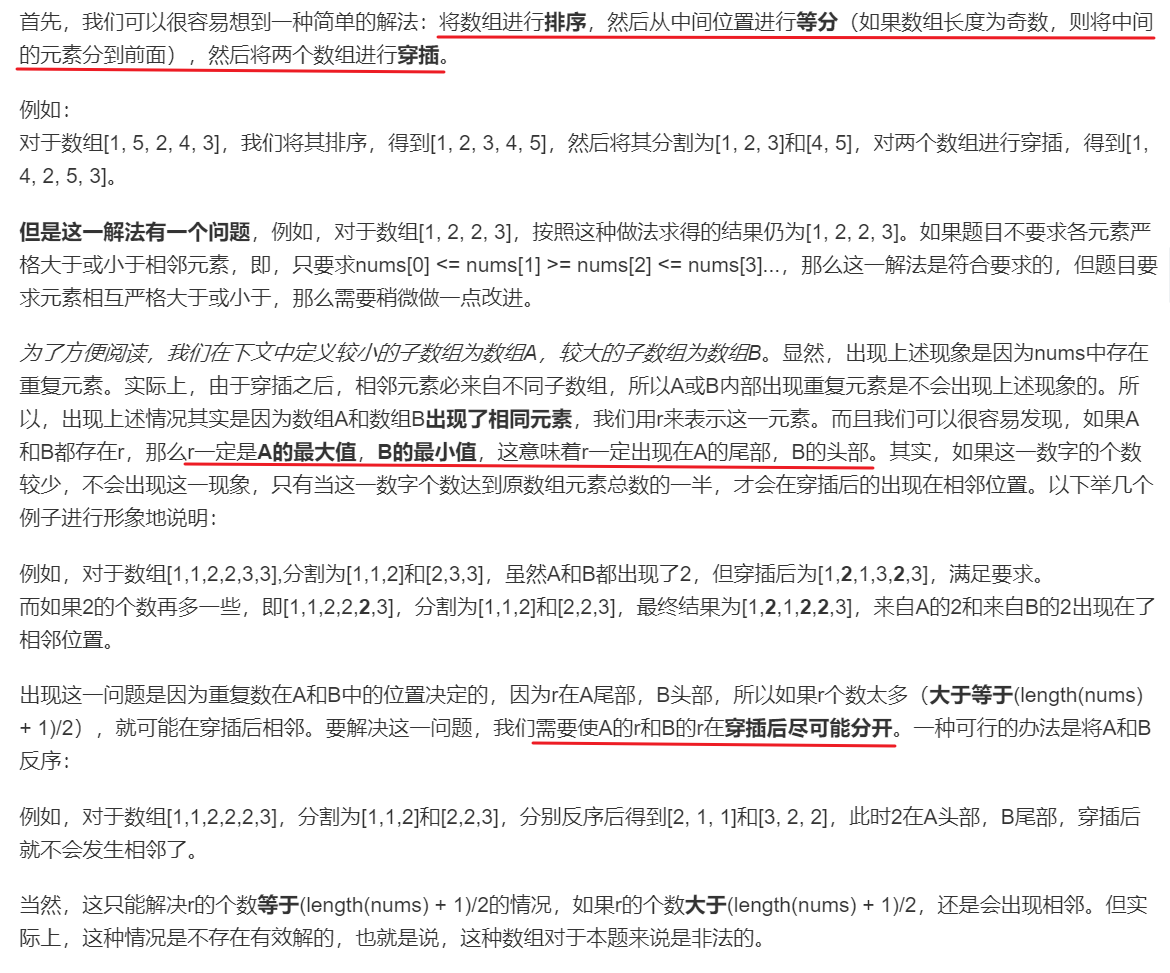 首先，我们可以很容易想到一种简单的解法：将数组进行排序，然后从中间位置进行等分（如果数组长度为奇数，则将中间
的元素分到前面），然后将两个数组进行穿插。
例如：
对于数组[1, 5, 2, 4, 3]，我们将其排序，得到[1, 2, 3, 4, 5]，然后将其分割为[1, 2, 3]和[4, 5]，对两个数组进行穿插，得到[1,
4, 2, 5, 3]。
但是这一解法有一个问题，例如，对于数组[1, 2, 2, 3]，按照这种做法求得的结果仍为[1, 2, 2, 3]。如果题目不要求各元素严
格大于或小于相邻元素，即，只要求nums[0] <= nums[1] >= nums[2] <= nums[3]...，那么这一解法是符合要求的，但题目要
求元素相互严格大于或小于，那么需要稍微做一点改进。
为了方便阅读，我们在下文中定义较小的子数组为数组A，较大的子数组为数组B。显然，出现上述现象是因为nums中存在
重复元素。实际上，由于穿插之后，相邻元素必来自不同子数组，所以A或B内部出现重复元素是不会出现上述现象的。所
以，出现上述情况其实是因为数组A和数组B出现了相同元素，我们用r来表示这一元素。而且我们可以很容易发现，如果A
和B都存在r，那么r一定是A的最大值，B的最小值，这意味着r一定出现在A的尾部，B的头部。其实，如果这一数字的个数
较少，不会出现这一现象，只有当这一数字个数达到原数组元素总数的一半，才会在穿插后的出现在相邻位置。以下举几个
例子进行形象地说明：
例如，对于数组[1,1,2,2,3,3],分割为[1,1,2]和[2,3,3]，虽然A和B都出现了2，但穿插后为[1,2,1,3,2,3]，满足要求。
而如果2的个数再多一些，即[1,1,2,2,2,3]，分割为[1,1,2]和[2,2,3]，最终结果为[1,2,1,2,2,3]，来自A的2和来自B的2出现在了
相邻位置。
出现这一问题是因为重复数在A和B中的位置决定的，因为r在A尾部，B头部，所以如果r个数太多（大于等于(length(nums)
+ 1)/2），就可能在穿插后相邻。要解决这一问题，我们需要使A的r和B的r在穿插后尽可能分开。一种可行的办法是将A和B
反序：
例如，对于数组[1,1,2,2,2,3]，分割为[1,1,2]和[2,2,3]，分别反序后得到[2, 1, 1]和[3, 2, 2]，此时2在A头部，B尾部，穿插后
就不会发生相邻了。
当然，这只能解决r的个数等于(length(nums) + 1)/2的情况，如果r的个数大于(length(nums) + 1)/2，还是会出现相邻。但实
际上，这种情况是不存在有效解的，也就是说，这种数组对于本题来说是非法的。